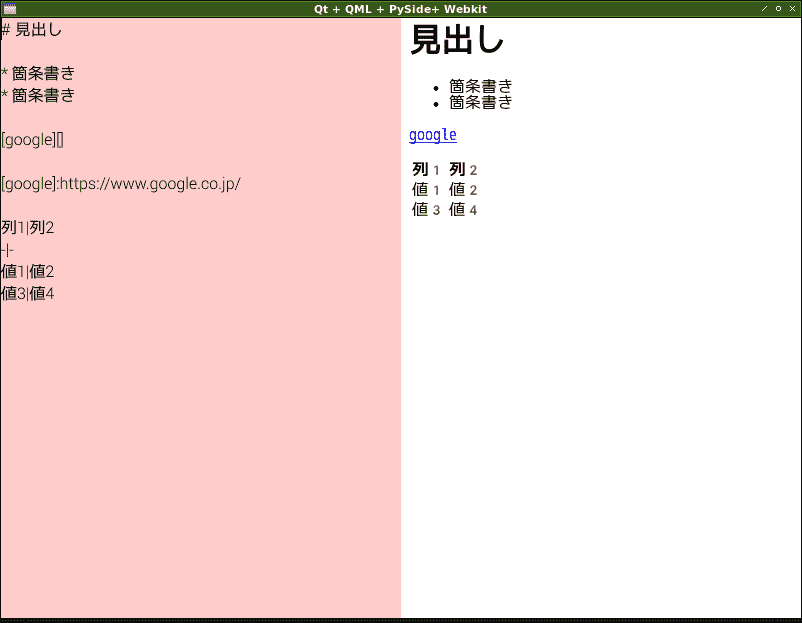 Qt + QML + PySide+ Webkit
# 見出し
* 箇条書き
* 箇条書き
[google][]
[google]:https://www.google.co.jp/
列1|列2
-|-
値1|値2
値3|値4
見出し
• 箇条書き
• 箇条書き
google
列 1 列 2
値 1 値 2
値 3 値 4